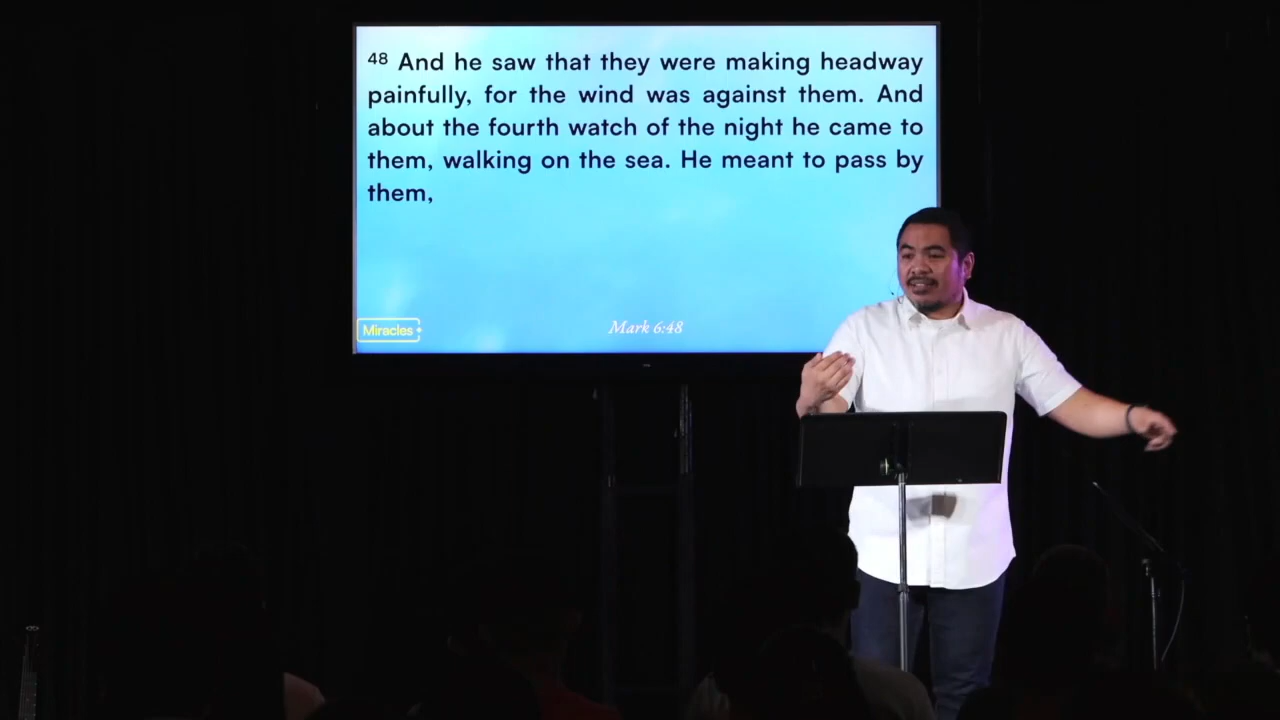 48 And he saw that they were making headway
painfully, for the wind was against them. And
about the fourth watch of the night he came to
them, walking on the sea. He meant to pass by
them,
Miracles
Mark 6:48